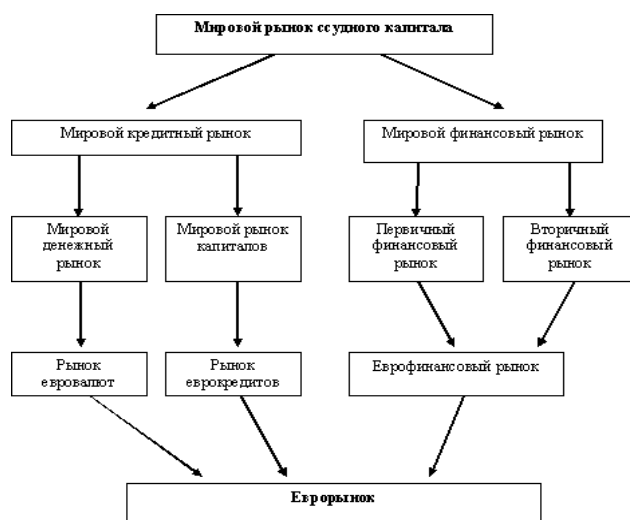 Мировой рынок ссудного капитала
Мировой кредитный рынок
Мировой финансовый рынок
Мировой
денежный
рынок
Мировой рынок
капиталов
Первичный
финансовый
рынок
Вторичный
финансовый
рынок
Рынок
евровалют
Рынок
еврокредитов
Еврофинансовый рынок
Еврорынок